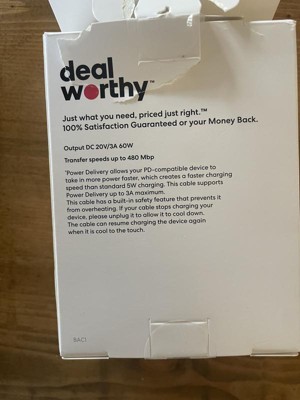 deal
worthy™
Just what you need, priced just right.™
100% Satisfaction Guaranteed or your Money Back.
Output DC 20V/3A 60W
Transfer speeds up to 480 Mbp
*Power Delivery allows your PD-compatible device to
take in more power faster, which creates a faster charging
speed than standard 5W charging. This cable supports
Power Delivery up to 3A maximum.
This cable has a built-in safety feature that prevents it
from overheating. If your cable stops charging your
device, please unplug it to allow it to cool down.
The cable can resume charging the device again
when it is cool to the touch.
BAC1